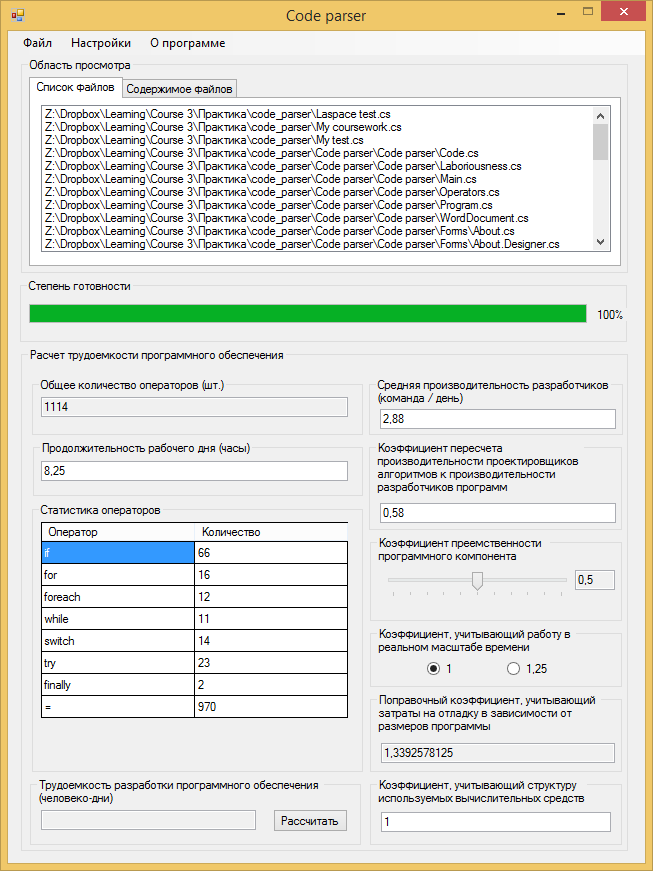 Code parser
Файл Настройки О программе
Область просмотра
Список файлов Содержимое файлов
Z:\Dropbox\Learning\Course 3\Практика\code_parser\Laspace test.cs
Z:\Dropbox\Learning\Course 3\Практика\code_parser\My coursework.cs
Z:\Dropbox\Learning\Course 3\Практика\code_parser\My test.cs
Z:\Dropbox\Learning\Course 3\Практика\code_parser\Code parser\Code parser\Code.cs
Z:\Dropbox\Learning\Course 3\Практика\code_parser\Code parser\Code parser\Laboriousness.cs
Z:\Dropbox\Learning\Course 3\Практика\code_parser\Code parser\Code parser\Main.cs
Z:\Dropbox\Learning\Course 3\Практика\code_parser\Code parser\Code parser\Operators.cs
Z:\Dropbox\Learning\Course 3\Практика\code_parser\Code parser\Code parser\Program.cs
Z:\Dropbox\Learning\Course 3\Практика\code_parser\Code parser\Code parser\WordDocument.cs
Z:\Dropbox\Learning\Course 3\Практика\code_parser\Code parser\Code parser\Forms\About.cs
Z:\Dropbox\Learning\Course 3\Практика\code_parser\Code parser\Code parser\Forms\About.Designer.cs
Степень готовности
100%
Расчет трудоемкости программного обеспечения
Общее количество операторов (шт.)
1114
Продолжительность рабочего дня (часы)
8,25
Статистика операторов
Оператор Количество
if 66
for 16
foreach 12
while 11
switch 14
try 23
finally 2
= 970
Трудоемкость разработки программного обеспечения
(человеко-дни)
Рассчитать
Средняя производительность разработчиков
(команда / день)
2,88
Коэффициент пересчета
производительности проектировщиков
алгоритмов к производительности
разработчиков программ
0,58
Коэффициент преемственности
программного компонента
0,5
Коэффициент, учитывающий работу в
реальном масштабе времени
1 1,25
Поправочный коэффициент, учитывающий
затраты на отладку в зависимости от
размеров программы
1,3392578125
Коэффициент, учитывающий структуру
используемых вычислительных средств
1